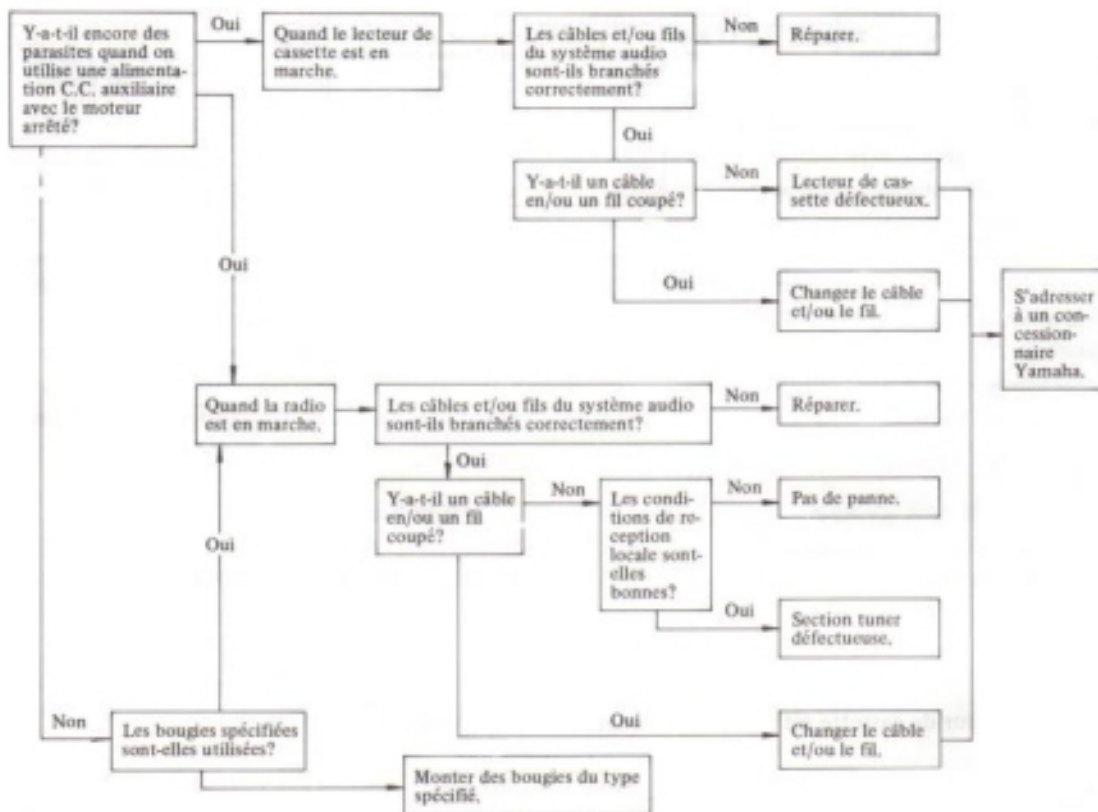 Y-a-t-il encore des
parasites quand on
utilise une alimenta-
tion C.C. auxiliaire
avec le moteur
arrêté?
Oui
Quand le lecteur de
cassette est en
marche.
Les câbles et/ou fils
du système audio
sont-ils branchés
correctement?
Non
Réparer.
Oui
Y-a-t-il un câble
en/ou un fil coupé?
Non
Lecteur de cas-
sette défectueux.
Oui
Oui
Changer le câble
et/ou le fil.
S'adresser
à un con-
cession-
naire
Yamaha.
Quand la radio
est en marche.
Les câbles et/ou fils du système audio
sont-ils branchés correctement?
Non
Réparer.
Oui
Y-a-t-il un câble
en/ou un fil
coupé?
Non
Les condi-
tions de re-
ception
locale sont-
elles
bonnes?
Non
Pas de panne.
Oui
Oui
Section tuner
défectueuse.
Non
Les bougies spécifiées
sont-elles utilisées?
Oui
Changer le câble
et/ou le fil.
Monter des bougies du type
spécifié.